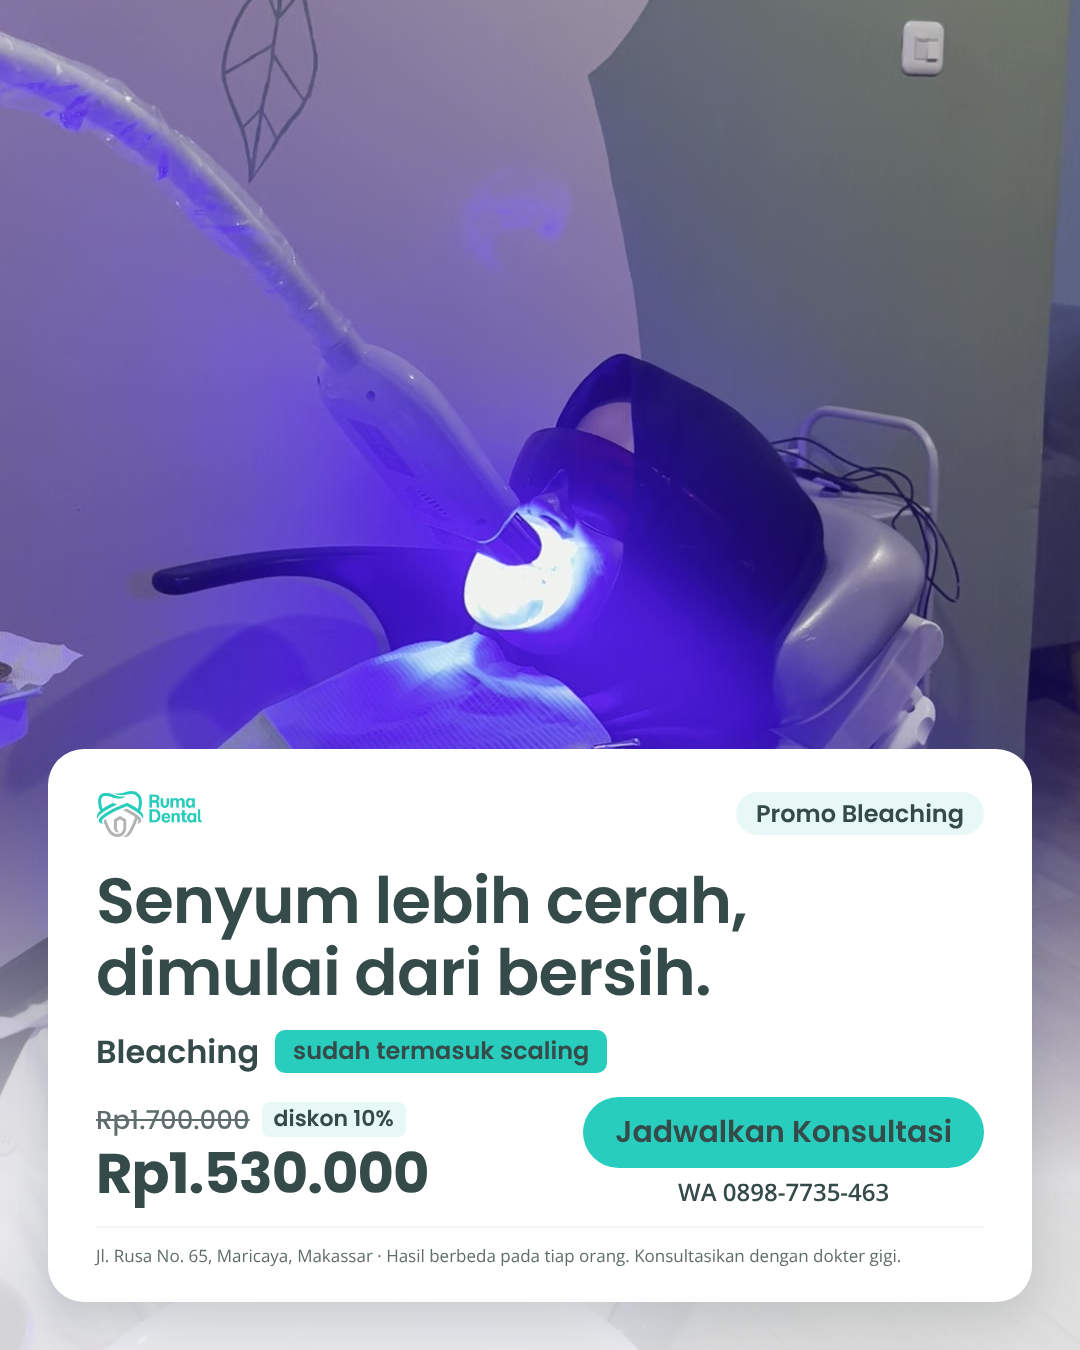 Ruma
Dental
Promo Bleaching
Senyum lebih cerah,
dimulai dari bersih.
Bleaching sudah termasuk scaling
Rp1.700.000 diskon 10%
Rp1.530.000
Jadwalkan Konsultasi
WA 0898-7735-463
Jl. Rusa No. 65, Maricaya, Makassar · Hasil berbeda pada tiap orang. Konsultasikan dengan dokter gigi.